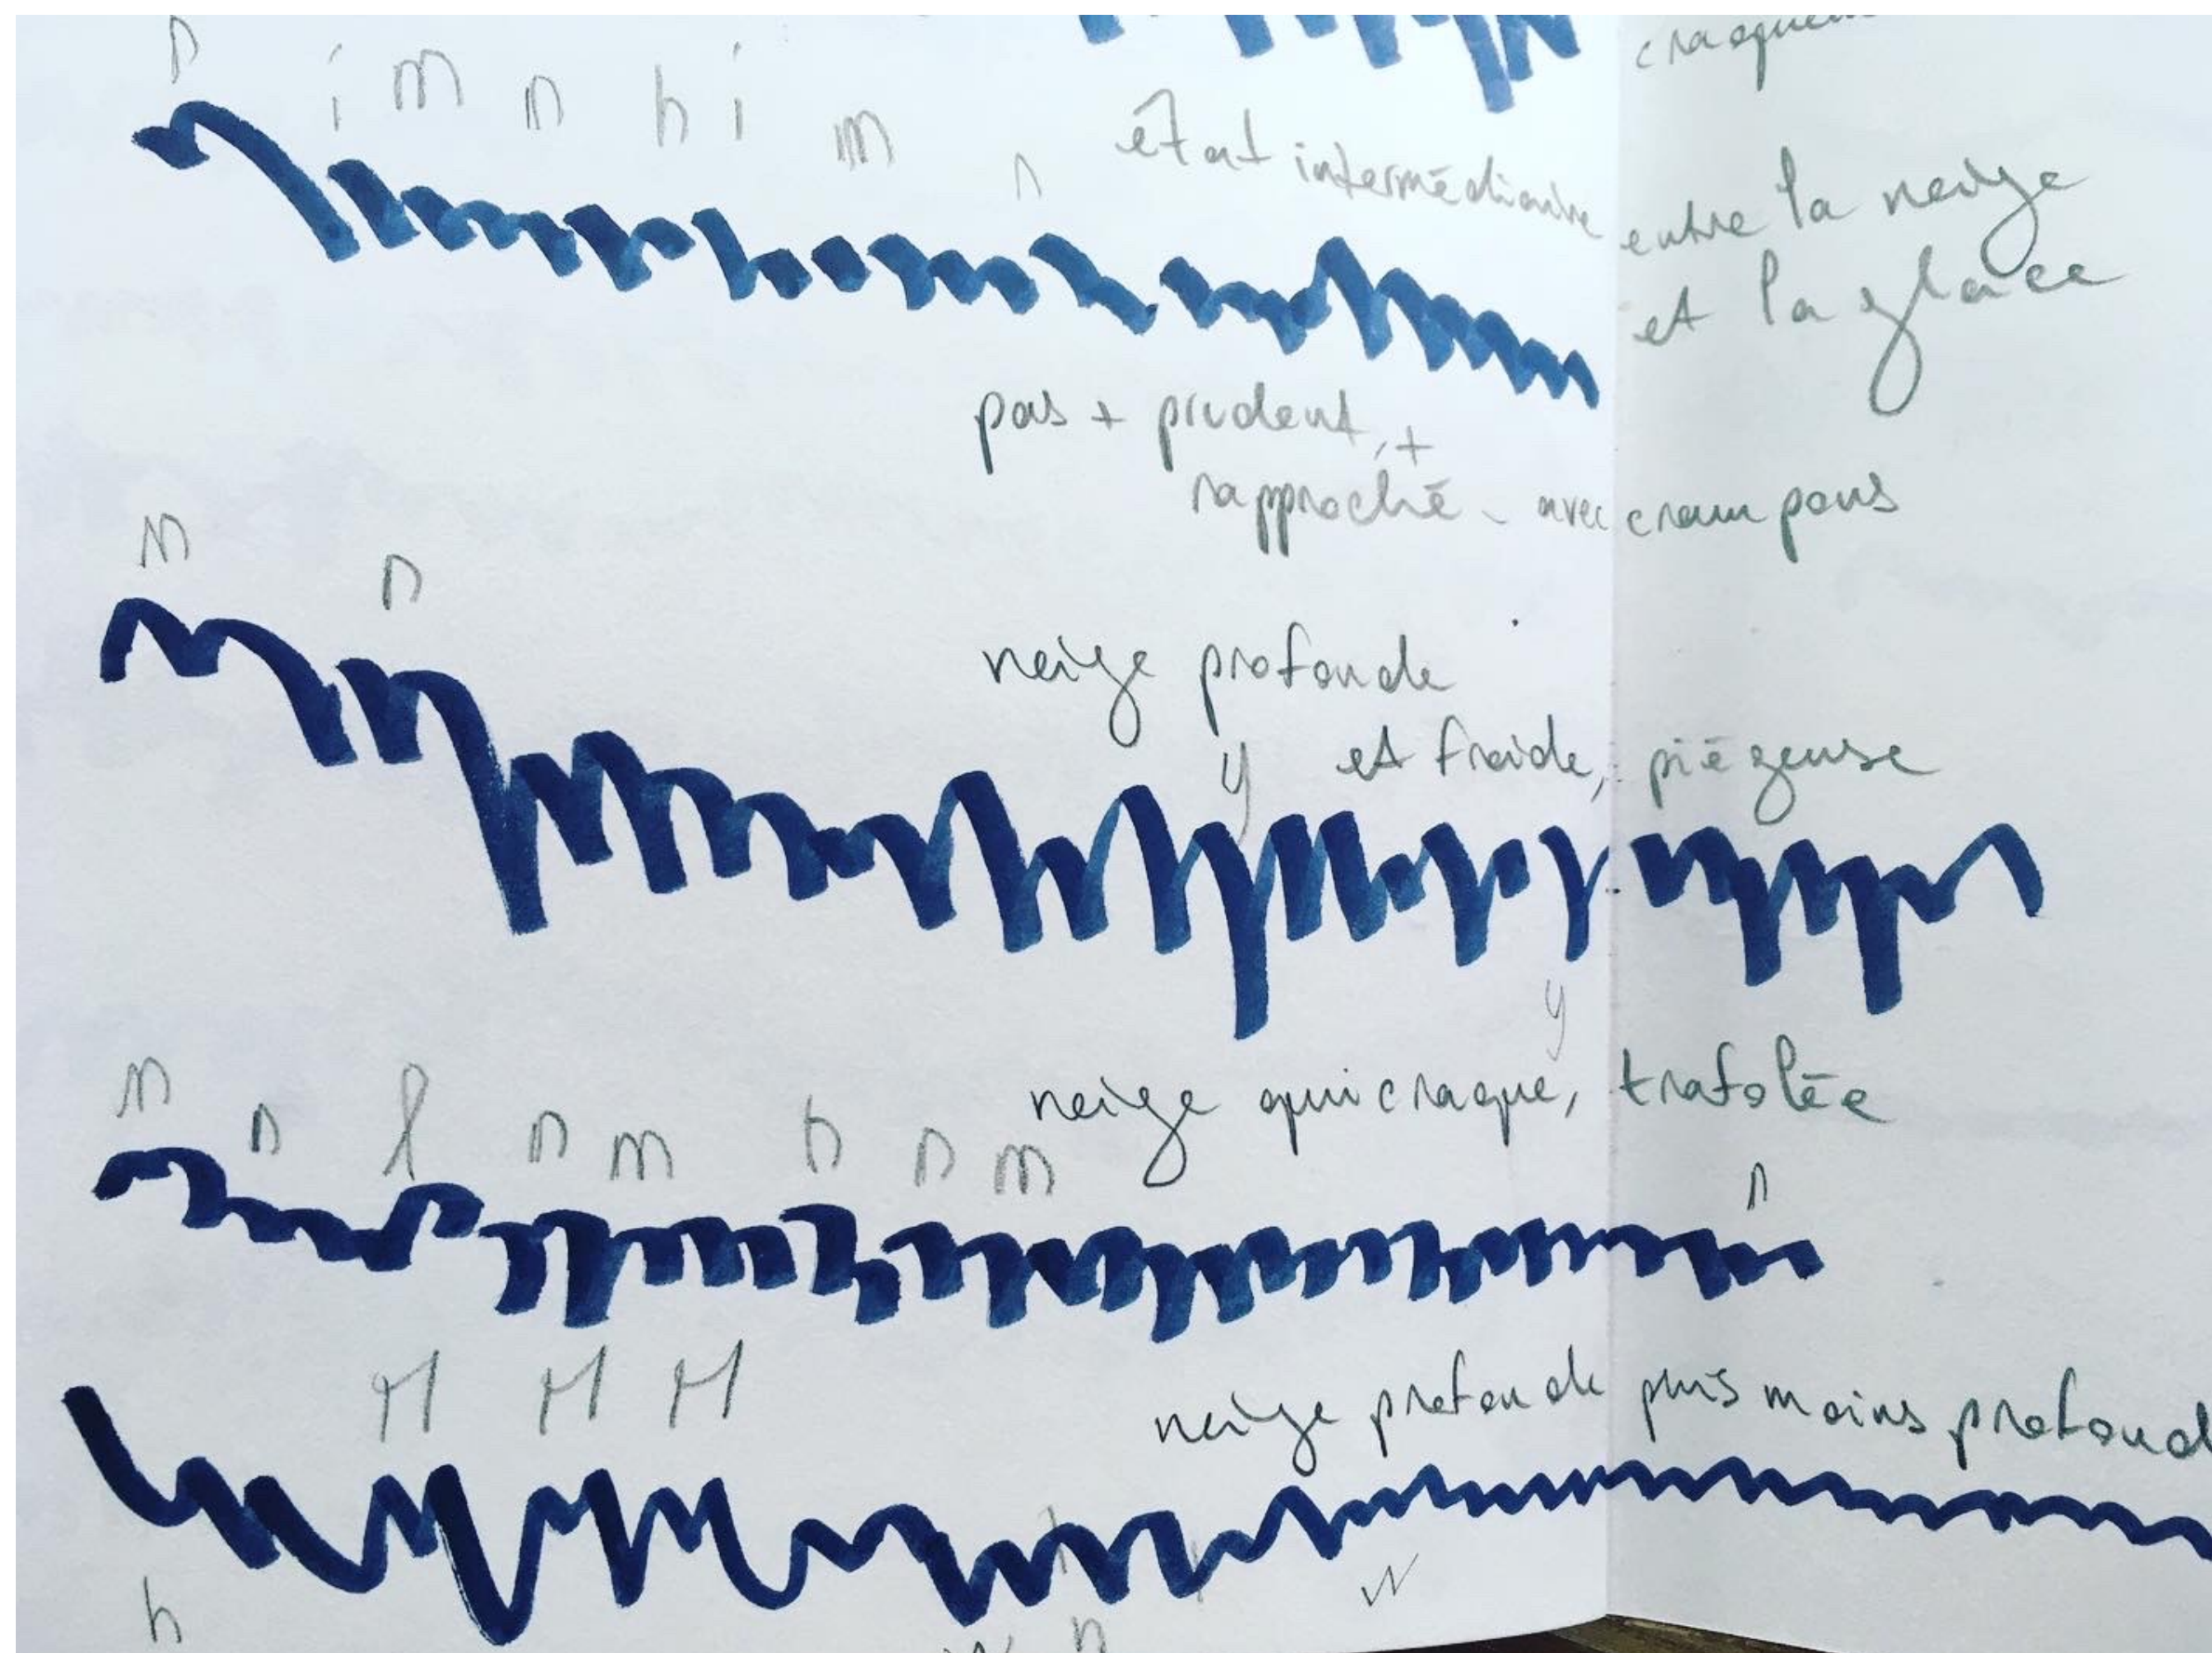 n i m n h i m n
état intermédiaire entre la neige
et la glace
pas + prudent, +
rapproché - avec crampons
m n
neige profonde
y et froide, piégeuse
y
neige qui craque, trafolée
n n l n m h n m n
M M M
neige profonde puis moins profond
h n